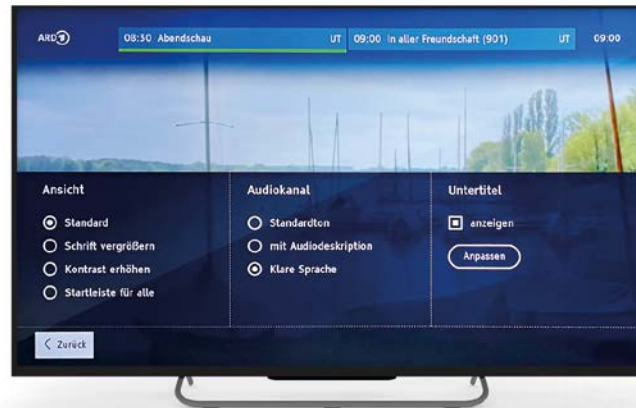 ARD 1 08:30 Abendschau UT 09:00 In aller Freundschaft (901) UT 09:00
Ansicht
Standard
Schrift vergrößern
Kontrast erhöhen
Startleiste für alle
Audiokanal
Standardton
mit Audiodeskription
Klare Sprache
Untertitel
anzeigen
Anpassen
Zurück